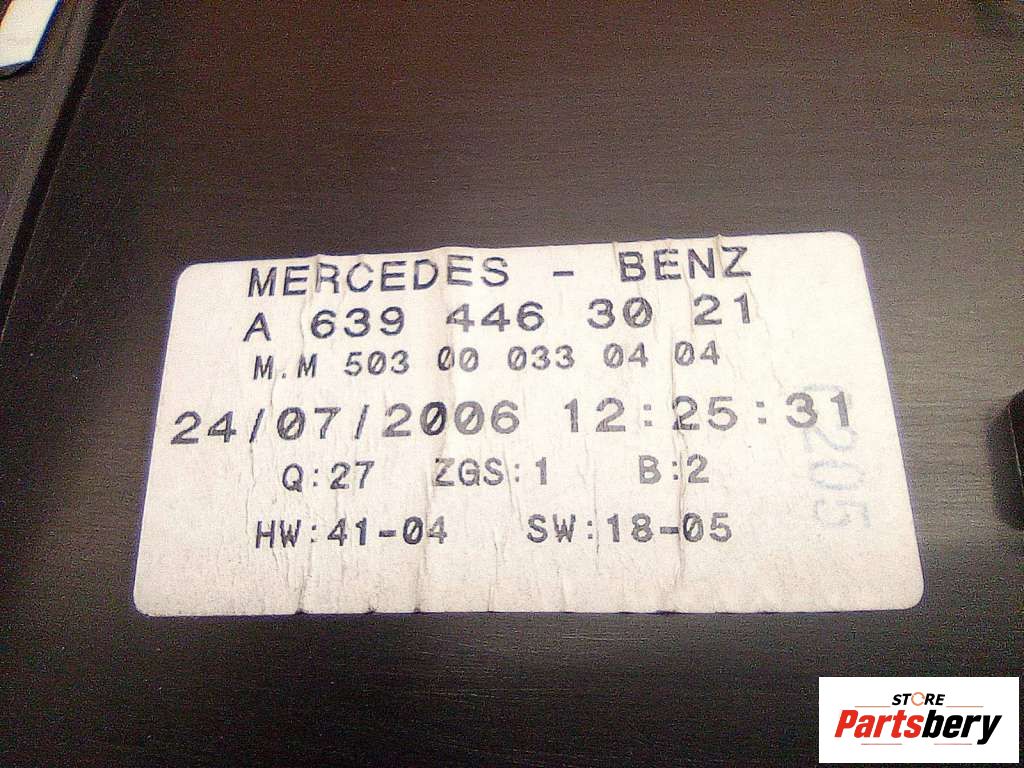 MERCEDES - BENZ
A 639 446 30 21
M.M 503 00 033 04 04
24/07/2006 12:25:31
Q:27 ZGS:1 B:2
HW:41-04 SW:18-05
STORE
Partsbery